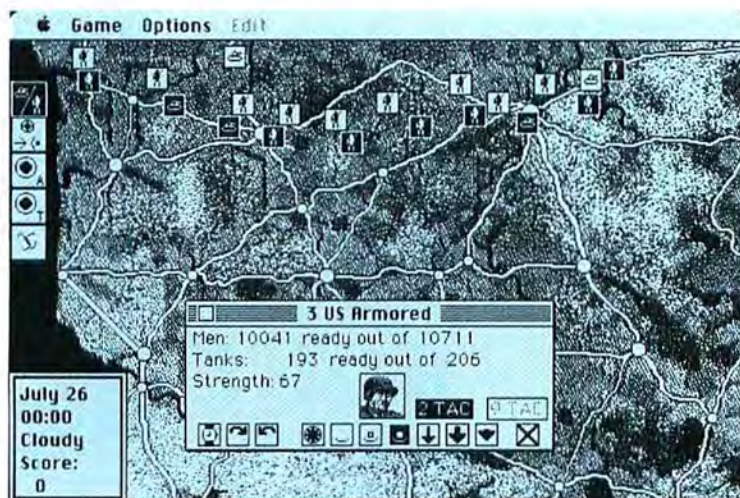 Game Options Edit
A
T
3 US Armored
Men: 10041 ready out of 10711
Tanks: 193 ready out of 206
Strength: 67
2 TAC 9 TAC
July 26
00:00
Cloudy
Score:
0